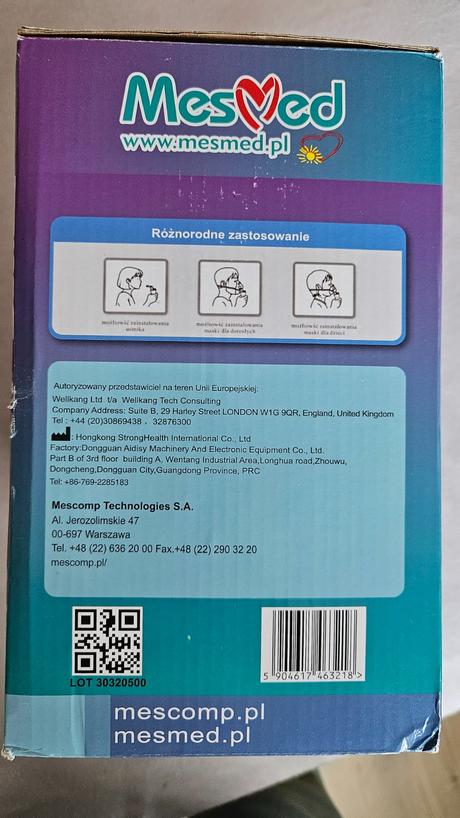 MesMed
www.mesmed.pl
Różnorodne zastosowanie
możliwość zainstalowania
ustnika
możliwość zainstalowania
maski dla dorosłych
możliwość zainstalowania
maski dla dzieci
Autoryzowany przedstawiciel na teren Unii Europejskiej:
Wellkang Ltd t/a Wellkang Tech Consulting
Company Address: Suite B, 29 Harley Street LONDON W1G 9QR, England, United Kingdom
Tel : +44 (20)30869438 , 32876300
: Hongkong StrongHealth International Co., Ltd
Factory:Dongguan Aidisy Machinery And Electronic Equipment Co., Ltd.
Part B of 3rd floor building A, Wentang Industrial Area,Longhua road,Zhouwu,
Dongcheng,Dongguan City,Guangdong Province, PRC
Tel: +86-769-2285183
Mescomp Technologies S.A.
Al. Jerozolimskie 47
00-697 Warszawa
Tel. +48 (22) 636 20 00 Fax.+48 (22) 290 32 20
mescomp.pl/
LOT 30320500
5 904617 463218 >
mescomp.pl
mesmed.pl